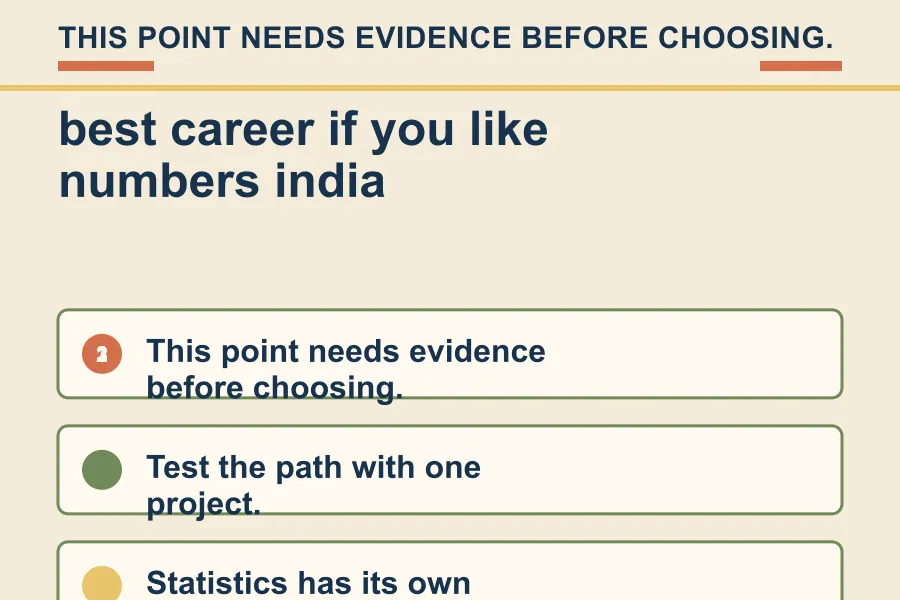 THIS POINT NEEDS EVIDENCE BEFORE CHOOSING.
best career if you like
numbers india
This point needs evidence
before choosing.
Test the path with one
project.
Statistics has its own